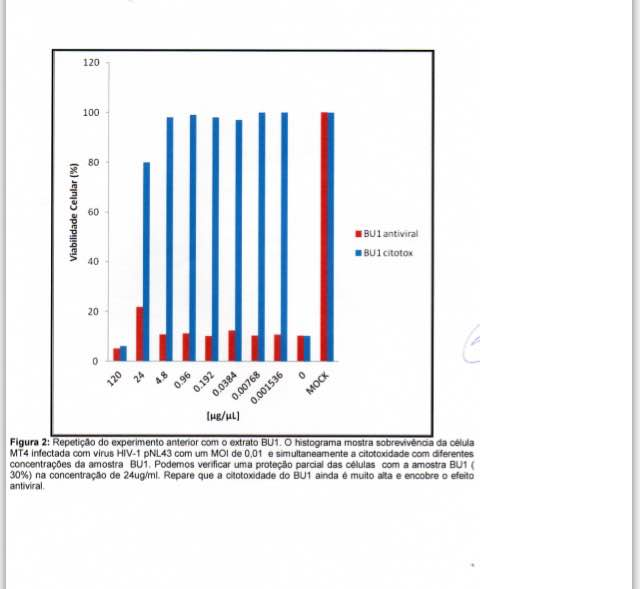 120
100
80
60
40
20
0
Viabilidade Celular (%)
120
24
4.8
0.96
0.192
0.0384
0.00768
0.001536
0
MOCK
[µg/µL]
BU1 antiviral
BU1 citotox
Figura 2: Repetição do experimento anterior com o extrato BU1. O histograma mostra sobrevivência da célula
MT4 infectada com vírus HIV-1 pNL43 com um MOI de 0,01 e simultaneamente a citotoxidade com diferentes
concentrações da amostra BU1. Podemos verificar uma proteção parcial das células com a amostra BU1 (
30%) na concentração de 24ug/ml. Repare que a citotoxidade do BU1 ainda é muito alta e encobre o efeito
antiviral.